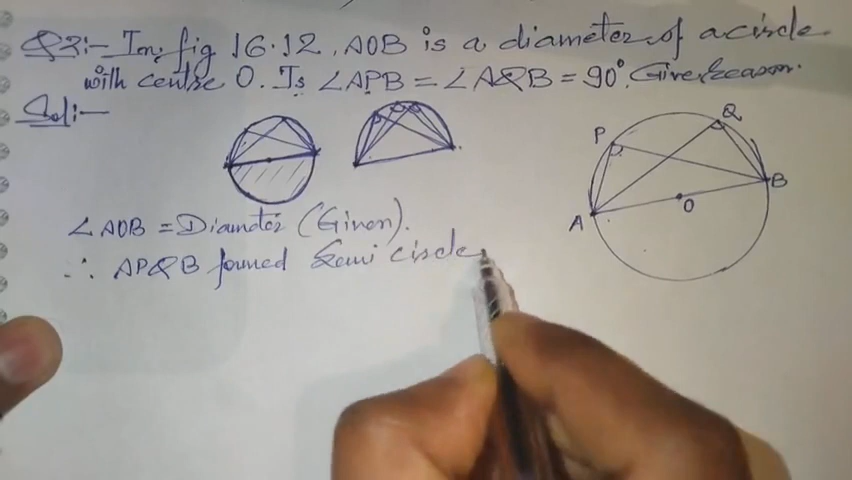 Q2:- In fig 16.12, AOB is a diameter of a circle
with centre O. Is ∠APB = ∠AQB = 90°. Give reason.
Sol:-
P
Q
A
O
B
∠AOB = Diameter (Given).
∴ APQB formed Semi circle